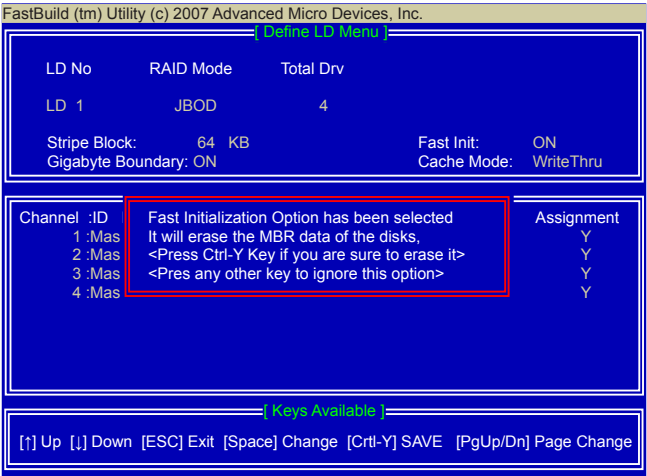 FastBuild (tm) Utility (c) 2007 Advanced Micro Devices, Inc.
[ Define LD Menu ]
LD No RAID Mode Total Drv
LD 1 JBOD 4
Stripe Block: 64 KB Fast Init: ON
Gigabyte Boundary: ON Cache Mode: WriteThru
Channel :ID Fast Initialization Option has been selected Assignment
1 :Mas It will erase the MBR data of the disks, Y
2 :Mas <Press Ctrl-Y Key if you are sure to erase it> Y
3 :Mas <Pres any other key to ignore this option> Y
4 :Mas Y
[ Keys Available ]
[↑] Up [↓] Down [ESC] Exit [Space] Change [Crtl-Y] SAVE [PgUp/Dn] Page Change